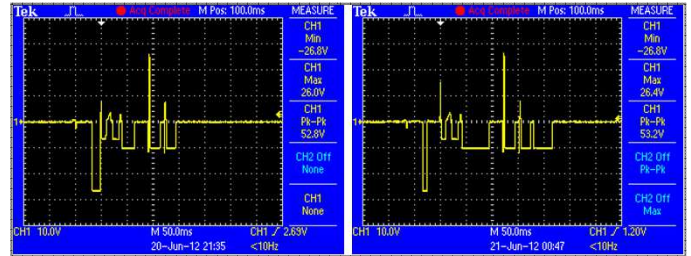 Tek Acq Complete M Pos: 100.0ms MEASURE
CH1
Min
-26.8V
CH1
Max
26.0V
CH1
Pk-Pk
52.8V
CH2 Off
None
CH1
None
1
CH1 10.0V M 50.0ms CH1 / 2.69V
20-Jun-12 21:35 <10Hz
Tek Acq Complete M Pos: 100.0ms MEASURE
CH1
Min
-26.8V
CH1
Max
26.4V
CH1
Pk-Pk
53.2V
CH2 Off
Pk-Pk
CH2 Off
Max
1
CH1 10.0V M 50.0ms CH1 / 1.20V
21-Jun-12 00:47 <10Hz